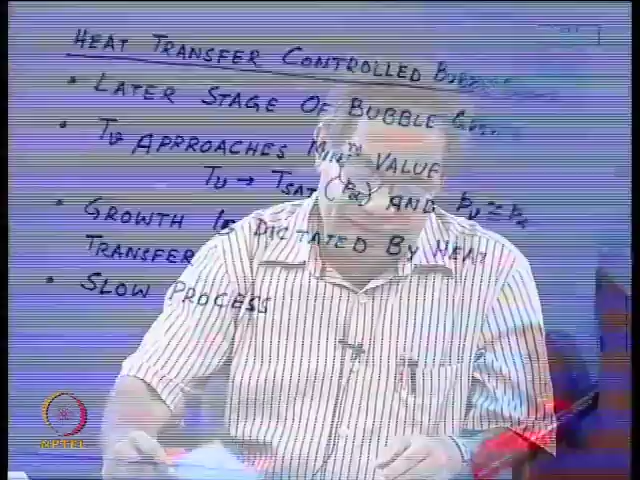 HEAT TRANSFER CONTROLLED
• LATER STAGE OF BUBBLE
• Tv APPROACHES MINm VALUE
Tv → TSAT (p∞) AND pv ≅ p∞
• GROWTH IS DICTATED BY HEAT
TRANSFER
• SLOW PROCESS
NPTEL